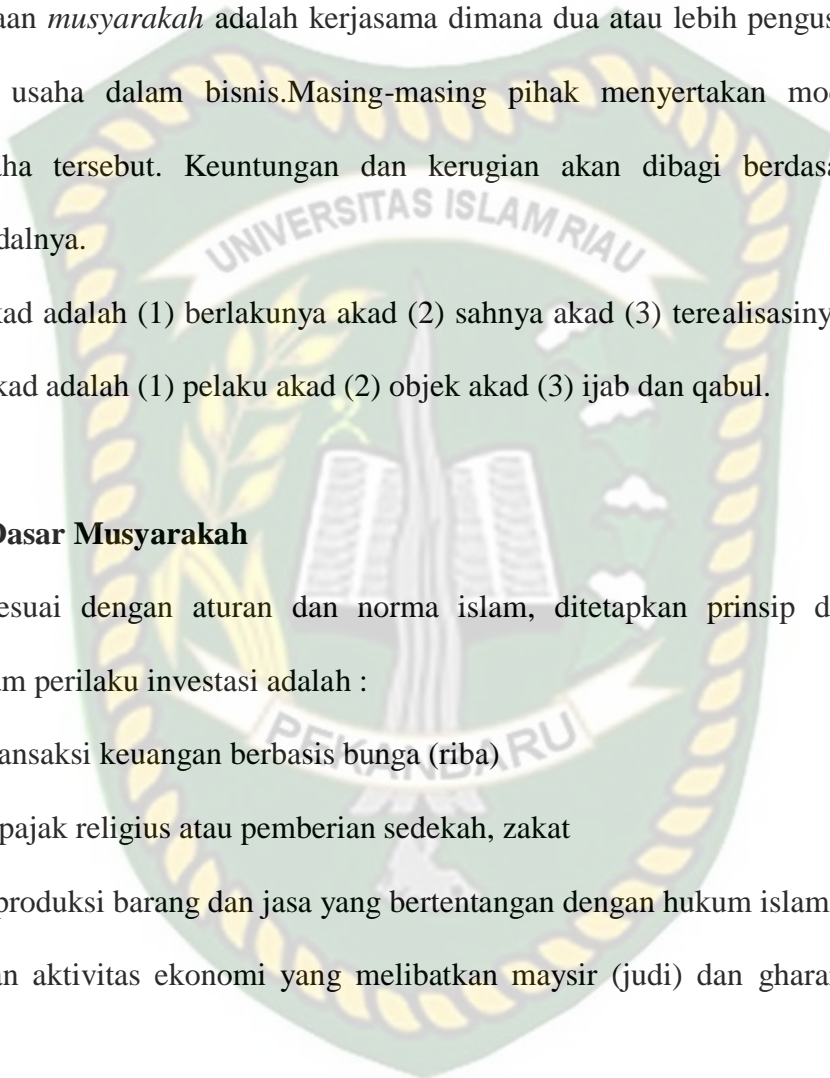 aan musyarakah adalah kerjasama dimana dua atau lebih pengus
usaha dalam bisnis.Masing-masing pihak menyertakan mod
ha tersebut. Keuntungan dan kerugian akan dibagi berdasa
dalnya.
UNIVERSITAS ISLAM RIAU
kad adalah (1) berlakunya akad (2) sahnya akad (3) terealisasiny
kad adalah (1) pelaku akad (2) objek akad (3) ijab dan qabul.
Dasar Musyarakah
esuai dengan aturan dan norma islam, ditetapkan prinsip d
m perilaku investasi adalah :
PEKANBARU
ansaksi keuangan berbasis bunga (riba)
pajak religius atau pemberian sedekah, zakat
produksi barang dan jasa yang bertentangan dengan hukum islam
n aktivitas ekonomi yang melibatkan maysir (judi) dan ghara